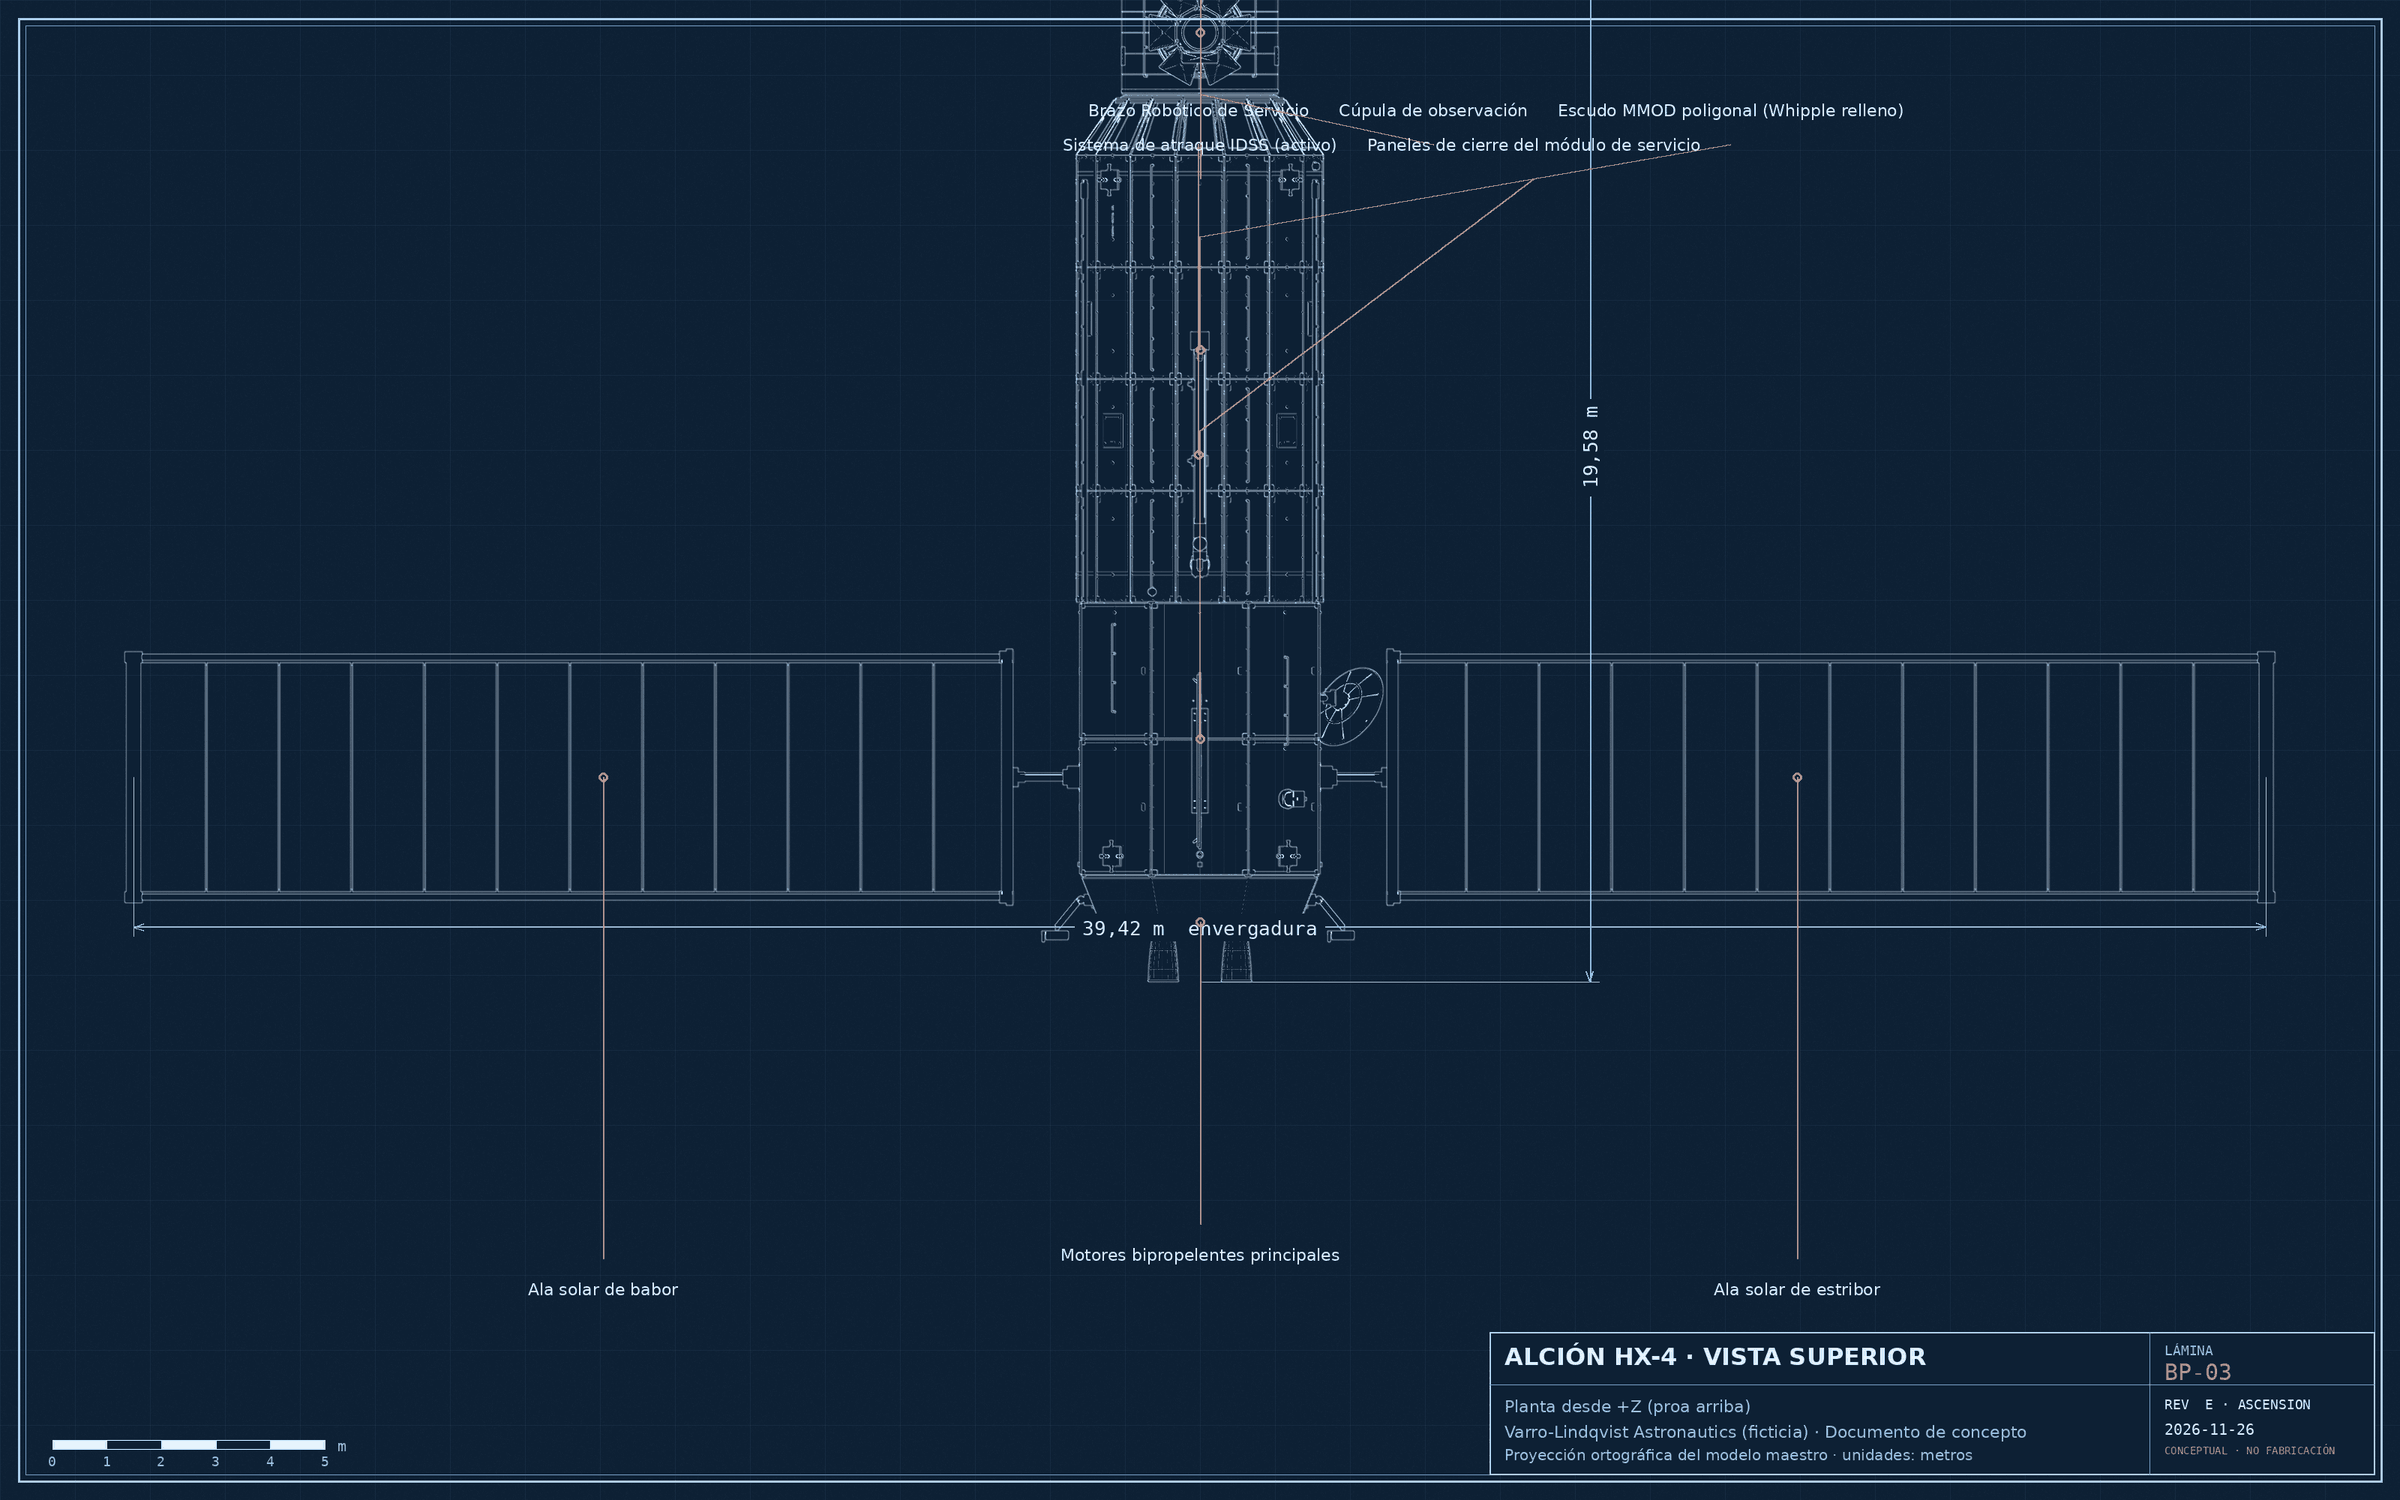 Brazo Robótico de Servicio Cúpula de observación Escudo MMOD poligonal (Whipple relleno)
Sistema de atraque IDSS (activo) Paneles de cierre del módulo de servicio
19,58 m
39,42 m envergadura
Motores bipropelentes principales
Ala solar de babor
Ala solar de estribor
ALCIÓN HX-4 · VISTA SUPERIOR
Planta desde +Z (proa arriba)
Varro-Lindqvist Astronautics (ficticia) · Documento de concepto
Proyección ortográfica del modelo maestro · unidades: metros
LÁMINA
BP-03
REV E · ASCENSION
2026-11-26
CONCEPTUAL · NO FABRICACIÓN
m
0 1 2 3 4 5